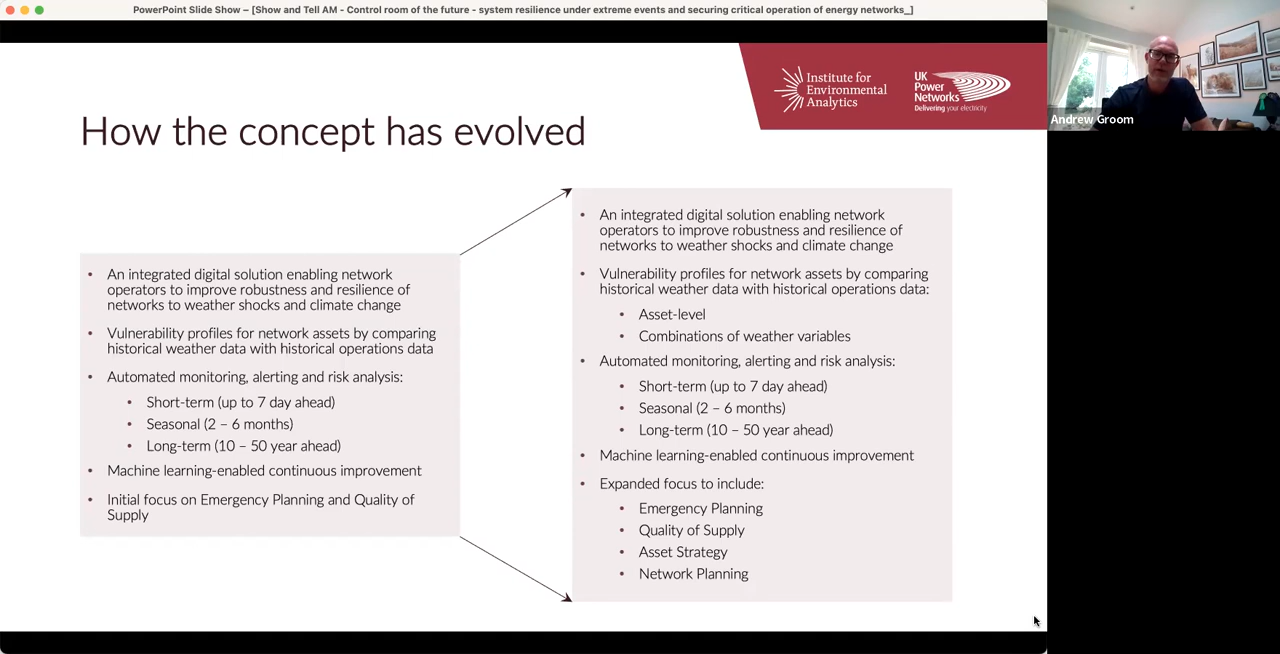 PowerPoint Slide Show – [Show and Tell AM - Control room of the future - system resilience under extreme events and securing critical operation of energy networks_]
Institute for
Environmental
Analytics
UK
Power
Networks
Delivering your electricity
Andrew Groom
How the concept has evolved
• An integrated digital solution enabling network
operators to improve robustness and resilience of
networks to weather shocks and climate change
• Vulnerability profiles for network assets by comparing
historical weather data with historical operations data
• Automated monitoring, alerting and risk analysis:
• Short-term (up to 7 day ahead)
• Seasonal (2 – 6 months)
• Long-term (10 – 50 year ahead)
• Machine learning-enabled continuous improvement
• Initial focus on Emergency Planning and Quality of
Supply
• An integrated digital solution enabling network
operators to improve robustness and resilience of
networks to weather shocks and climate change
• Vulnerability profiles for network assets by comparing
historical weather data with historical operations data:
• Asset-level
• Combinations of weather variables
• Automated monitoring, alerting and risk analysis:
• Short-term (up to 7 day ahead)
• Seasonal (2 – 6 months)
• Long-term (10 – 50 year ahead)
• Machine learning-enabled continuous improvement
• Expanded focus to include:
• Emergency Planning
• Quality of Supply
• Asset Strategy
• Network Planning